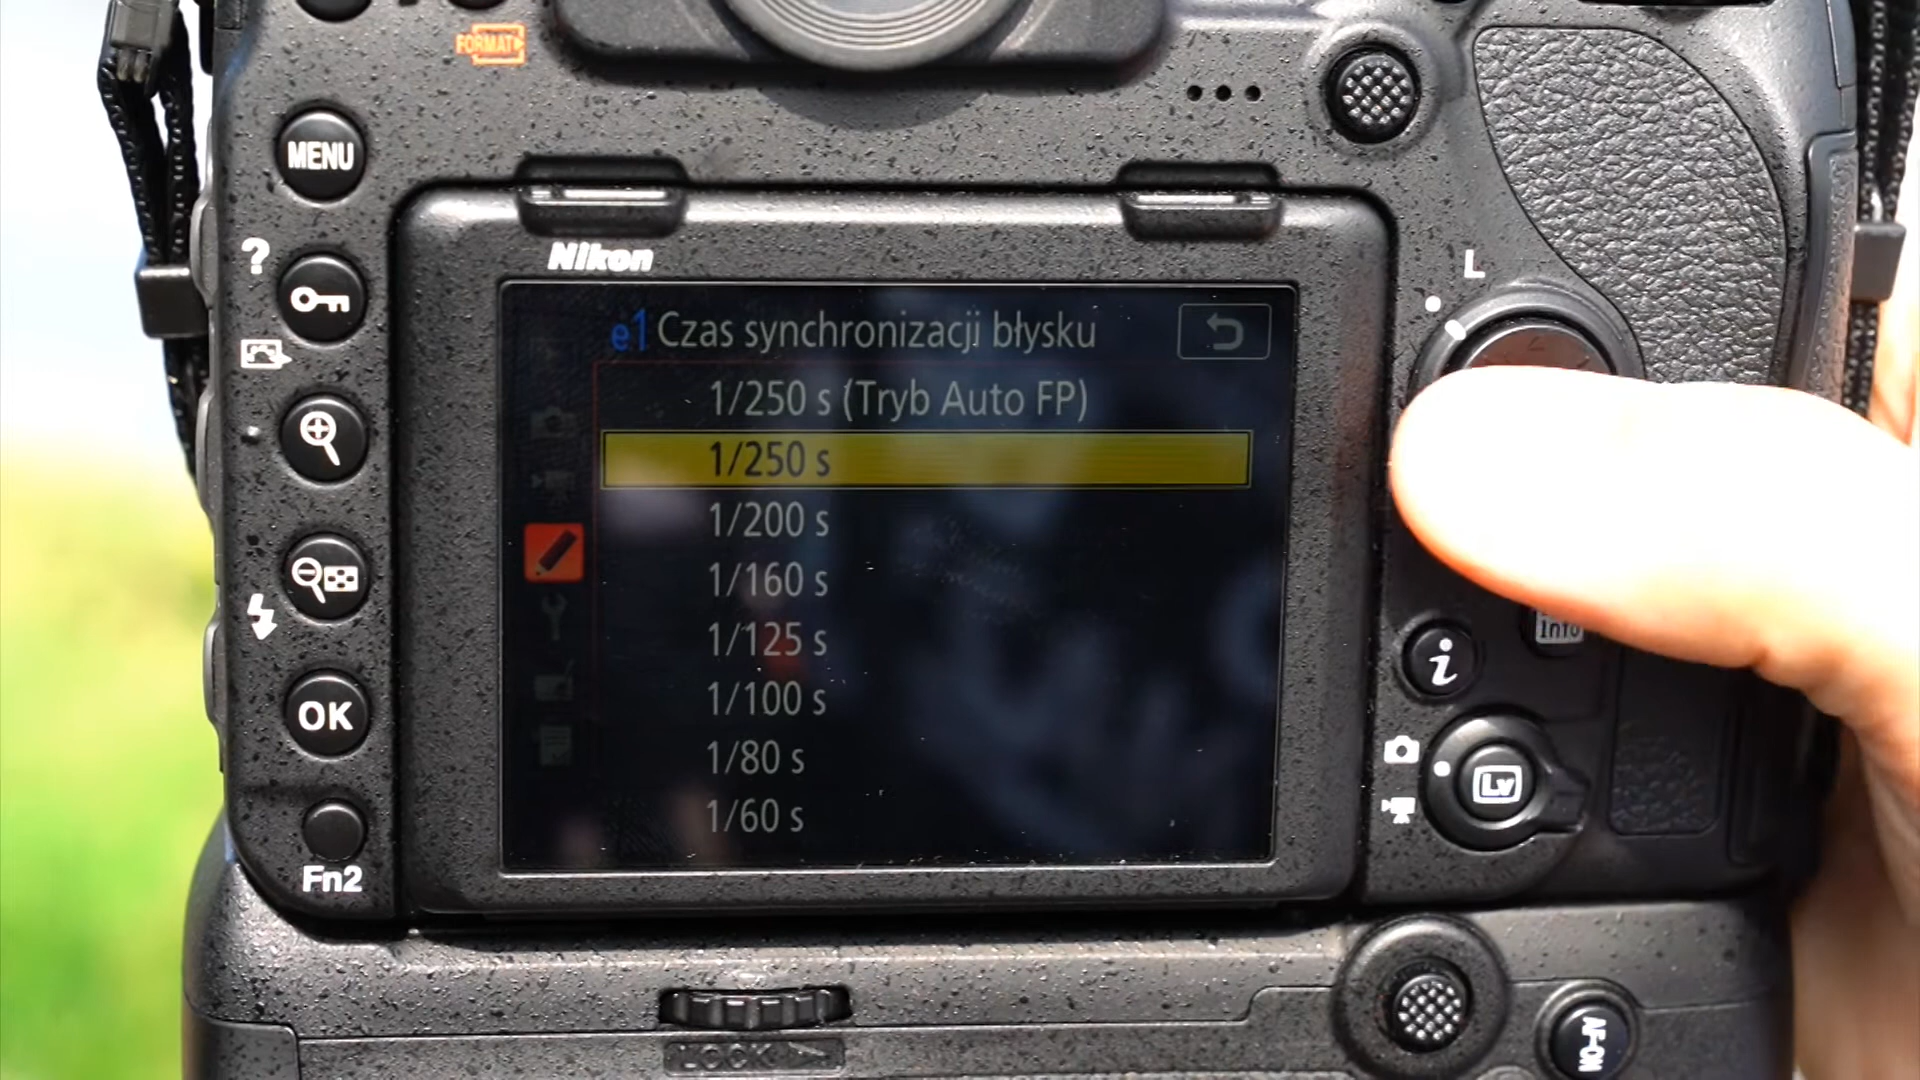 FORMAT
MENU
?
Nikon
L
e1 Czas synchronizacji błysku
1/250 s (Tryb Auto FP)
1/250 s
1/200 s
1/160 s
1/125 s
1/100 s
1/80 s
1/60 s
OK
Fn2
Info
i
Lv
LOCK
AF-ON